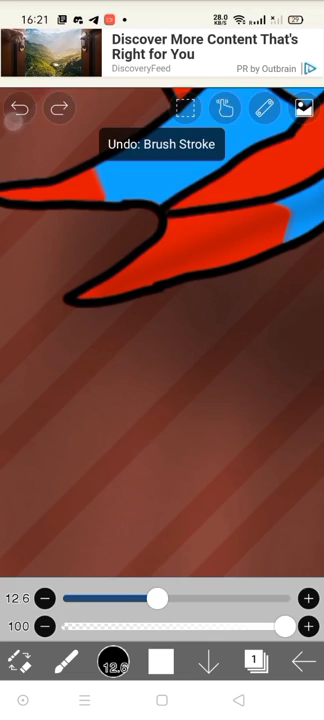 16:21
28.0
KB/S
29
Discover More Content That's
Right for You
DiscoveryFeed
PR by Outbrain
Undo: Brush Stroke
12.6
100
12.6
1